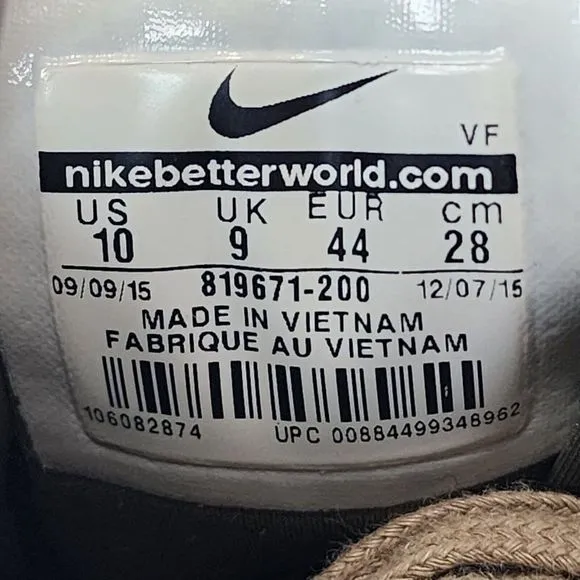 VF
nikebetterworld.com
US UK EUR cm
10 9 44 28
09/09/15 819671-200 12/07/15
MADE IN VIETNAM
FABRIQUE AU VIETNAM
106082874 UPC 00884499348962